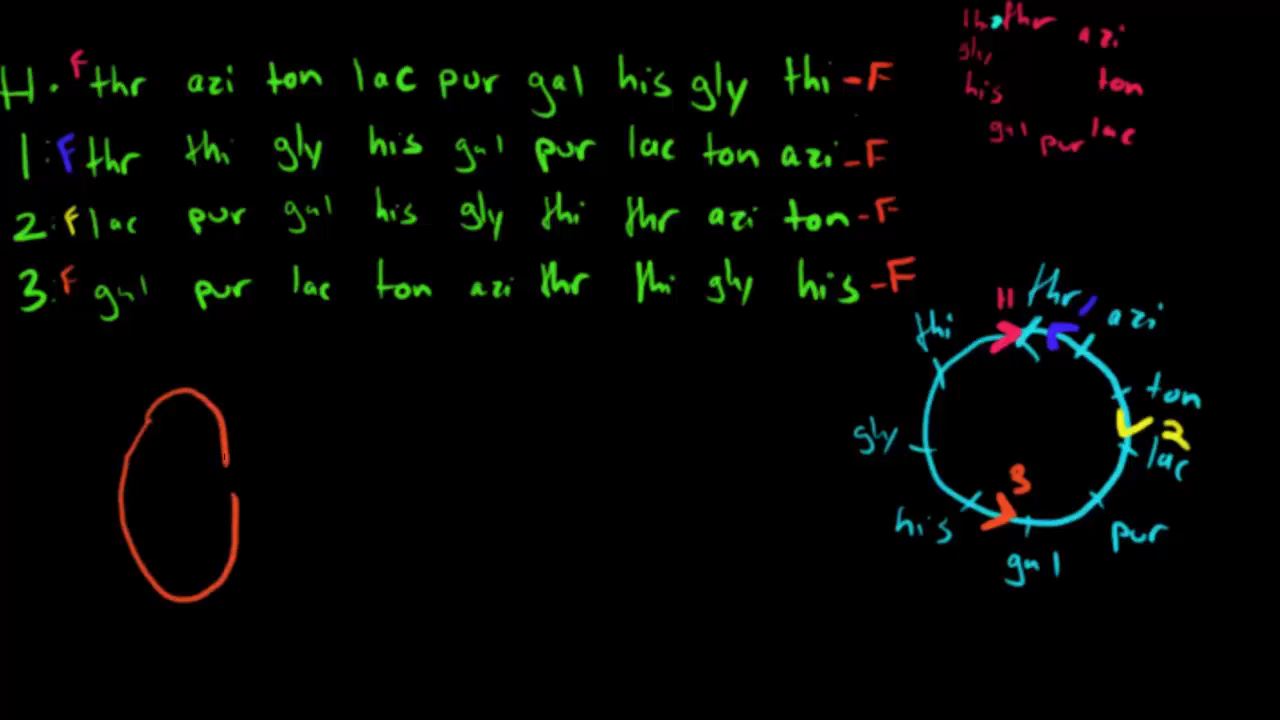 H. F thr azi ton lac pur gal his gly thi - F
1: F thr thi gly his gal pur lac ton azi - F
2: F lac pur gal his gly thi thr azi ton - F
3: F gal pur lac ton azi thr thi gly his - F
thi thr azi
gly ton
his
gal pur lac
H thr 1 azi
thi
ton
gly 2
lac
3
his pur
gal